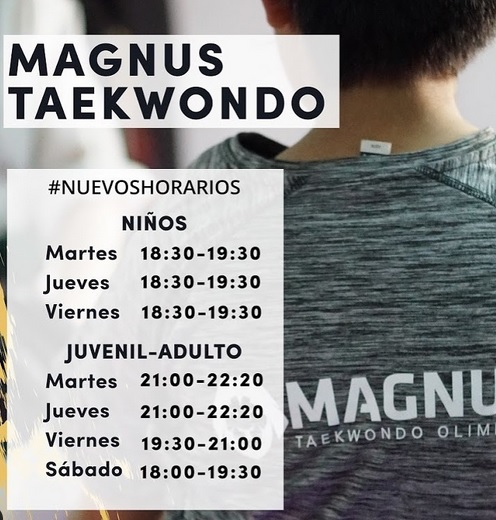 MAGNUS
TAEKWONDO
#NUEVOSHORARIOS
NIÑOS
Martes 18:30-19:30
Jueves 18:30-19:30
Viernes 18:30-19:30
JUVENIL-ADULTO
Martes 21:00-22:20
Jueves 21:00-22:20
Viernes 19:30-21:00
Sábado 18:00-19:30
MAGNU
TAEKWONDO OLIM